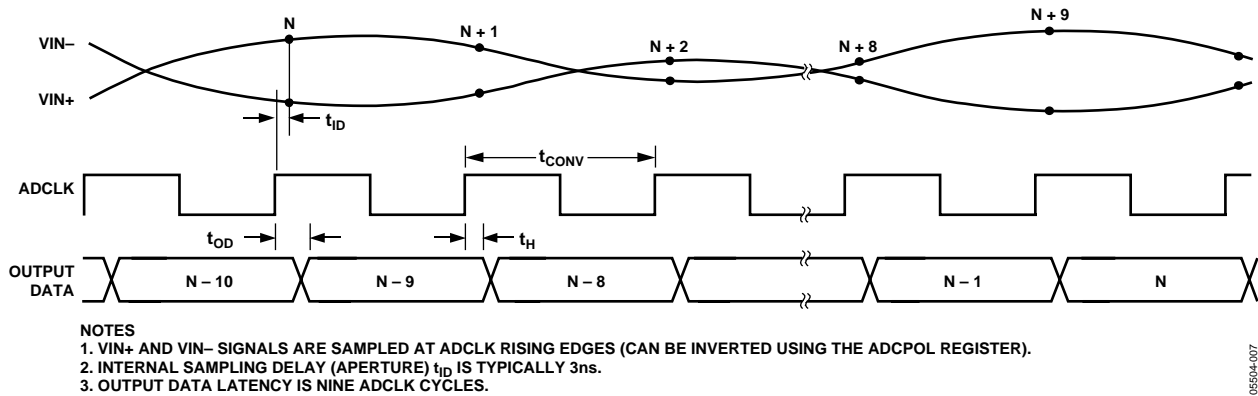 N
N + 1
N + 2
N + 8
N + 9
VIN–
VIN+
tID
tCONV
ADCLK
tOD
tH
OUTPUT
DATA
N – 10
N – 9
N – 8
N – 1
N
NOTES
1. VIN+ AND VIN– SIGNALS ARE SAMPLED AT ADCLK RISING EDGES (CAN BE INVERTED USING THE ADCPOL REGISTER).
2. INTERNAL SAMPLING DELAY (APERTURE) tID IS TYPICALLY 3ns.
3. OUTPUT DATA LATENCY IS NINE ADCLK CYCLES.
05504-007